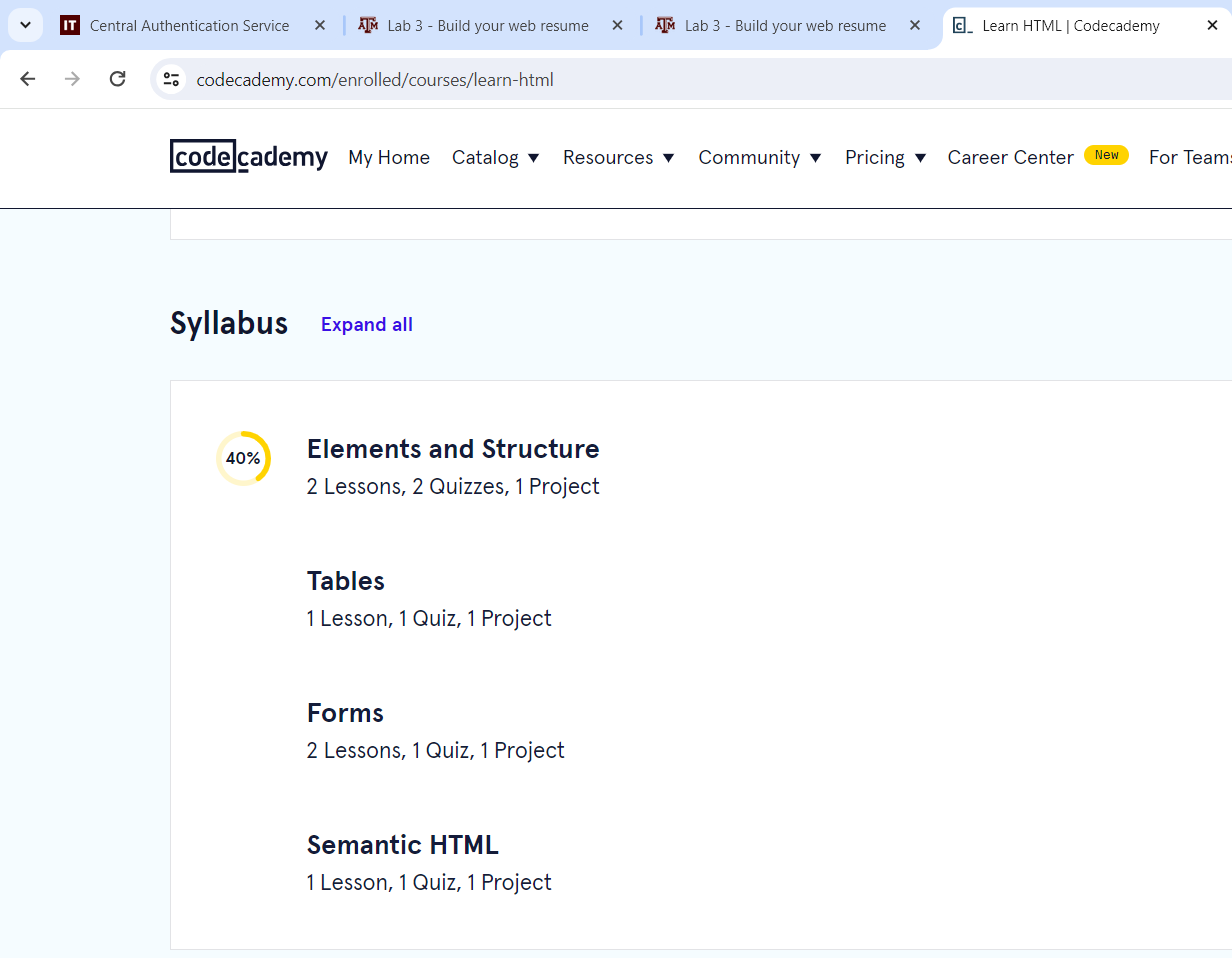 IT Central Authentication Service
ĀM Lab 3 - Build your web resume
ĀM Lab 3 - Build your web resume
c_ Learn HTML | Codecademy
codecademy.com/enrolled/courses/learn-html
codecademy My Home Catalog Resources Community Pricing Career Center New For Teams
Syllabus Expand all
40% Elements and Structure
2 Lessons, 2 Quizzes, 1 Project
Tables
1 Lesson, 1 Quiz, 1 Project
Forms
2 Lessons, 1 Quiz, 1 Project
Semantic HTML
1 Lesson, 1 Quiz, 1 Project